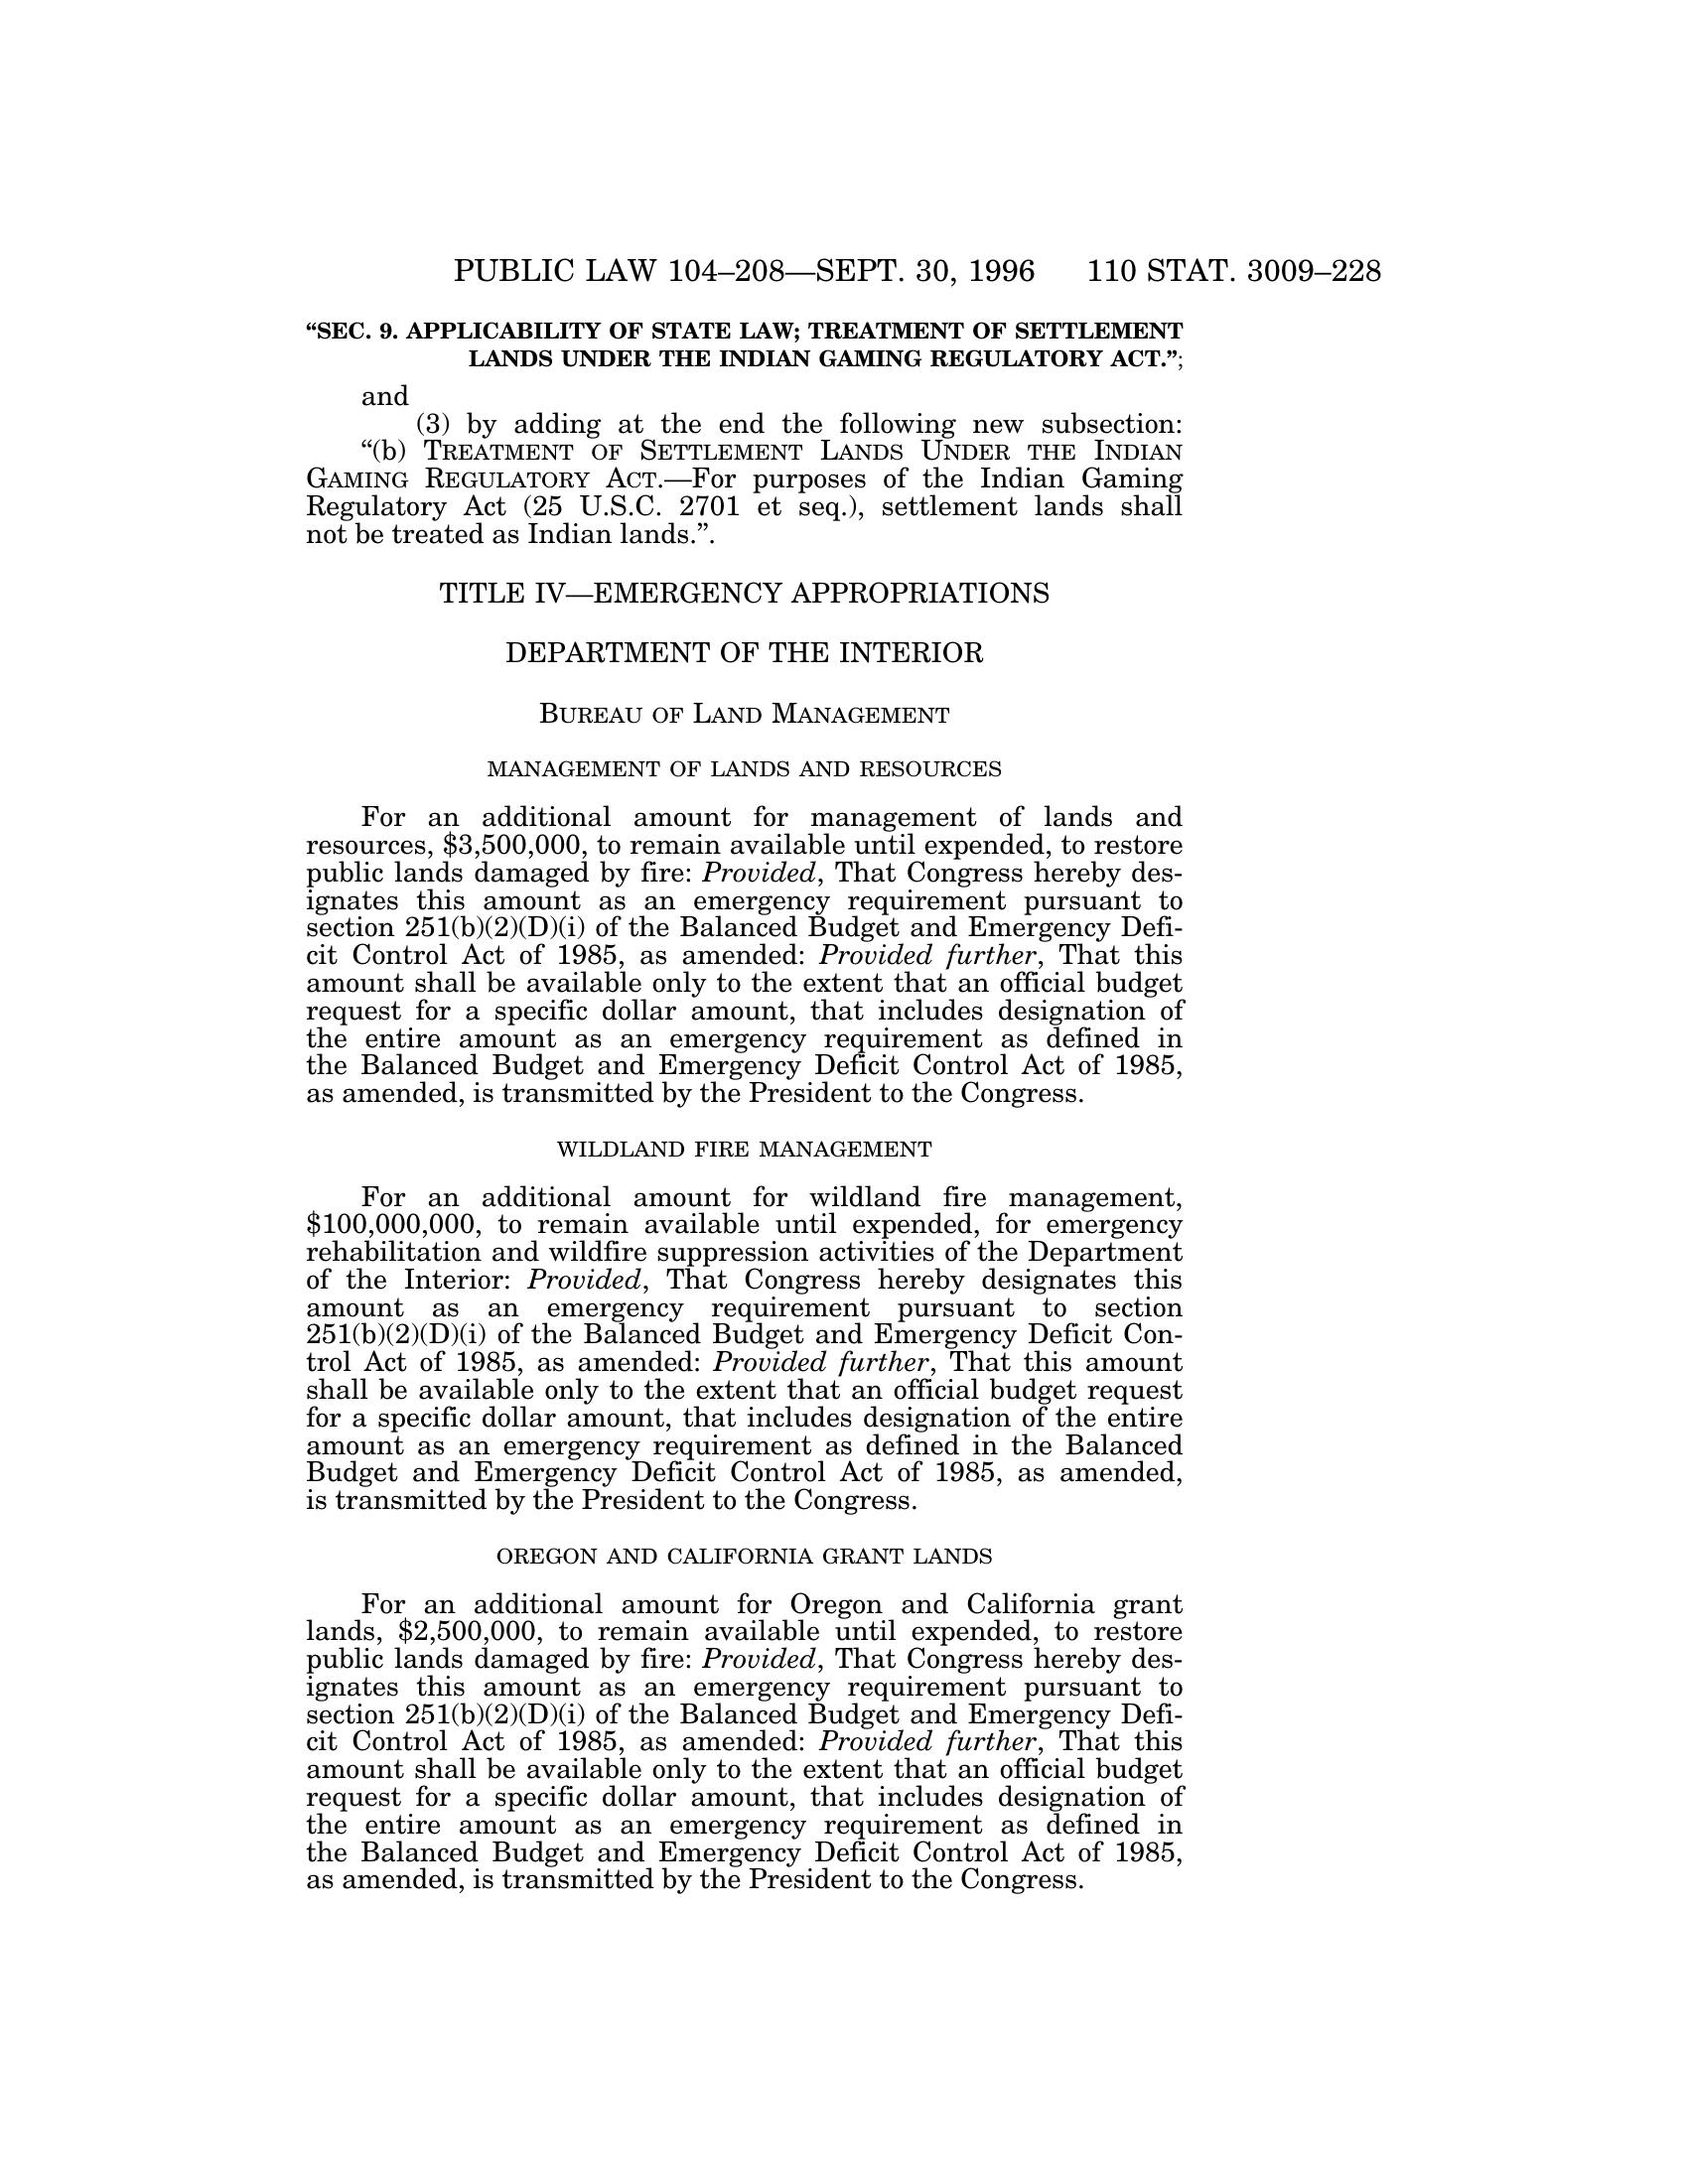 PUBLIC LAW 104–208—SEPT. 30, 1996 110 STAT. 3009–228
“SEC. 9. APPLICABILITY OF STATE LAW; TREATMENT OF SETTLEMENT
LANDS UNDER THE INDIAN GAMING REGULATORY ACT.”;
and
(3) by adding at the end the following new subsection:
“(b) TREATMENT OF SETTLEMENT LANDS UNDER THE INDIAN
GAMING REGULATORY ACT.—For purposes of the Indian Gaming
Regulatory Act (25 U.S.C. 2701 et seq.), settlement lands shall
not be treated as Indian lands.”.
TITLE IV—EMERGENCY APPROPRIATIONS
DEPARTMENT OF THE INTERIOR
BUREAU OF LAND MANAGEMENT
MANAGEMENT OF LANDS AND RESOURCES
For an additional amount for management of lands and
resources, $3,500,000, to remain available until expended, to restore
public lands damaged by fire: Provided, That Congress hereby des-
ignates this amount as an emergency requirement pursuant to
section 251(b)(2)(D)(i) of the Balanced Budget and Emergency Defi-
cit Control Act of 1985, as amended: Provided further, That this
amount shall be available only to the extent that an official budget
request for a specific dollar amount, that includes designation of
the entire amount as an emergency requirement as defined in
the Balanced Budget and Emergency Deficit Control Act of 1985,
as amended, is transmitted by the President to the Congress.
WILDLAND FIRE MANAGEMENT
For an additional amount for wildland fire management,
$100,000,000, to remain available until expended, for emergency
rehabilitation and wildfire suppression activities of the Department
of the Interior: Provided, That Congress hereby designates this
amount as an emergency requirement pursuant to section
251(b)(2)(D)(i) of the Balanced Budget and Emergency Deficit Con-
trol Act of 1985, as amended: Provided further, That this amount
shall be available only to the extent that an official budget request
for a specific dollar amount, that includes designation of the entire
amount as an emergency requirement as defined in the Balanced
Budget and Emergency Deficit Control Act of 1985, as amended,
is transmitted by the President to the Congress.
OREGON AND CALIFORNIA GRANT LANDS
For an additional amount for Oregon and California grant
lands, $2,500,000, to remain available until expended, to restore
public lands damaged by fire: Provided, That Congress hereby des-
ignates this amount as an emergency requirement pursuant to
section 251(b)(2)(D)(i) of the Balanced Budget and Emergency Defi-
cit Control Act of 1985, as amended: Provided further, That this
amount shall be available only to the extent that an official budget
request for a specific dollar amount, that includes designation of
the entire amount as an emergency requirement as defined in
the Balanced Budget and Emergency Deficit Control Act of 1985,
as amended, is transmitted by the President to the Congress.